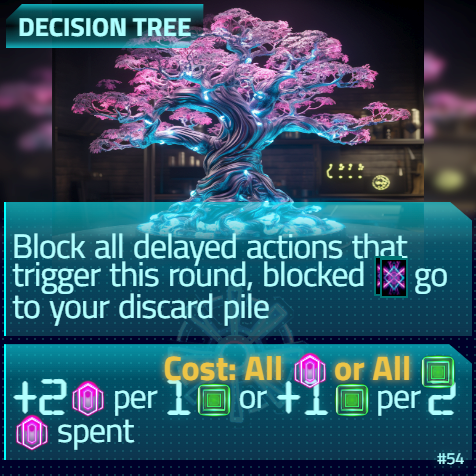 DECISION TREE
Block all delayed actions that
trigger this round, blocked go
to your discard pile
Cost: All or All
+2 per 1 or +1 per 2
spent
#54